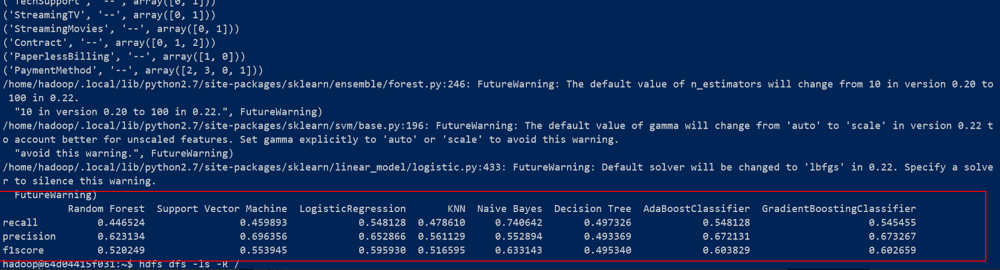 ('TechSupport', '--', array([0, 1]))
('StreamingTV', '--', array([0, 1]))
('StreamingMovies', '--', array([0, 1]))
('Contract', '--', array([0, 1, 2]))
('PaperlessBilling', '--', array([1, 0]))
('PaymentMethod', '--', array([2, 3, 0, 1]))
/home/hadoop/.local/lib/python2.7/site-packages/sklearn/ensemble/forest.py:246: FutureWarning: The default value of n_estimators will change from 10 in version 0.20 to
 100 in 0.22.
  "10 in version 0.20 to 100 in 0.22.", FutureWarning)
/home/hadoop/.local/lib/python2.7/site-packages/sklearn/svm/base.py:196: FutureWarning: The default value of gamma will change from 'auto' to 'scale' in version 0.22 t
o account better for unscaled features. Set gamma explicitly to 'auto' or 'scale' to avoid this warning.
  "avoid this warning.", FutureWarning)
/home/hadoop/.local/lib/python2.7/site-packages/sklearn/linear_model/logistic.py:433: FutureWarning: Default solver will be changed to 'lbfgs' in 0.22. Specify a solve
r to silence this warning.
  FutureWarning)
           Random Forest  Support Vector Machine  LogisticRegression       KNN  Naive Bayes  Decision Tree  AdaBoostClassifier  GradientBoostingClassifier
recall          0.446524                0.459893            0.548128  0.478610     0.740642       0.497326            0.548128                    0.545455
precision       0.623134                0.696356            0.652866  0.561129     0.552894       0.493369            0.672131                    0.673267
f1score         0.520249                0.553945            0.595930  0.516595     0.633143       0.495340            0.603829                    0.602659
hadoop@64d04415f031:~$ hdfs dfs -ls -R /